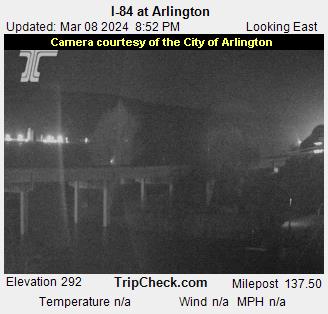 I-84 at Arlington
Updated: Mar 08 2024 8:52 PM Looking East
Camera courtesy of the City of Arlington
Elevation 292 TripCheck.com Milepost 137.50
Temperature n/a Wind n/a MPH n/a